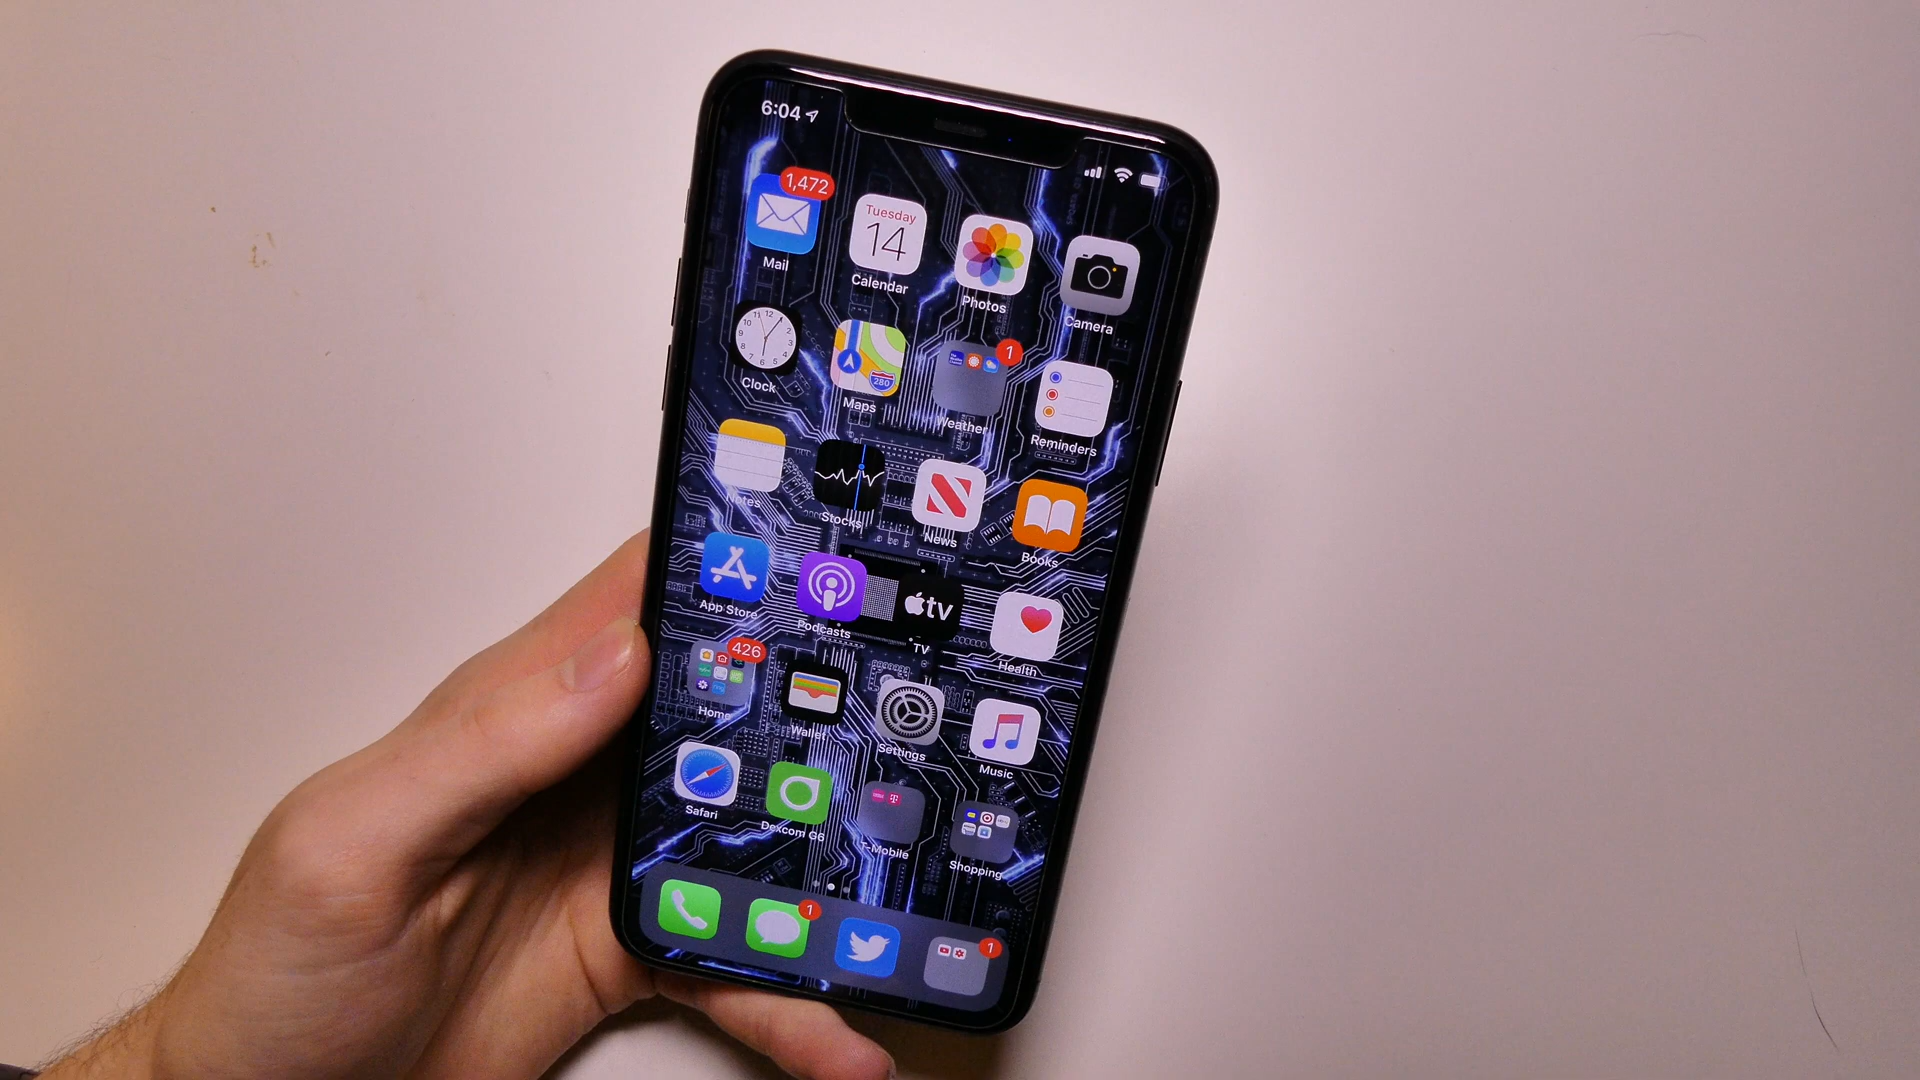 6:04
1,472
Tuesday
14
Mail
Calendar
Photos
Camera
1
280
Clock
Maps
Weather
Reminders
Notes
Stocks
News
Books
tv
App Store
Podcasts
TV
Health
426
Home
Wallet
Settings
Music
Safari
Dexcom G6
T-Mobile
Shopping
1
1